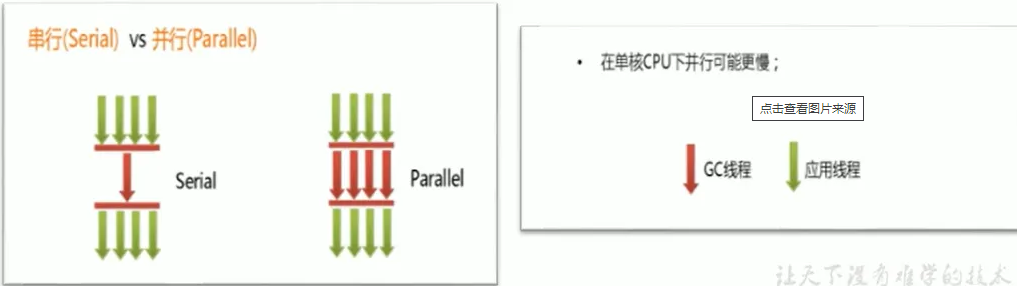 串行(Serial) vs 并行(Parallel)
Serial
Parallel
• 在单核CPU下并行可能更慢；
点击查看图片来源
GC线程
应用线程
让天下没有难学的技术